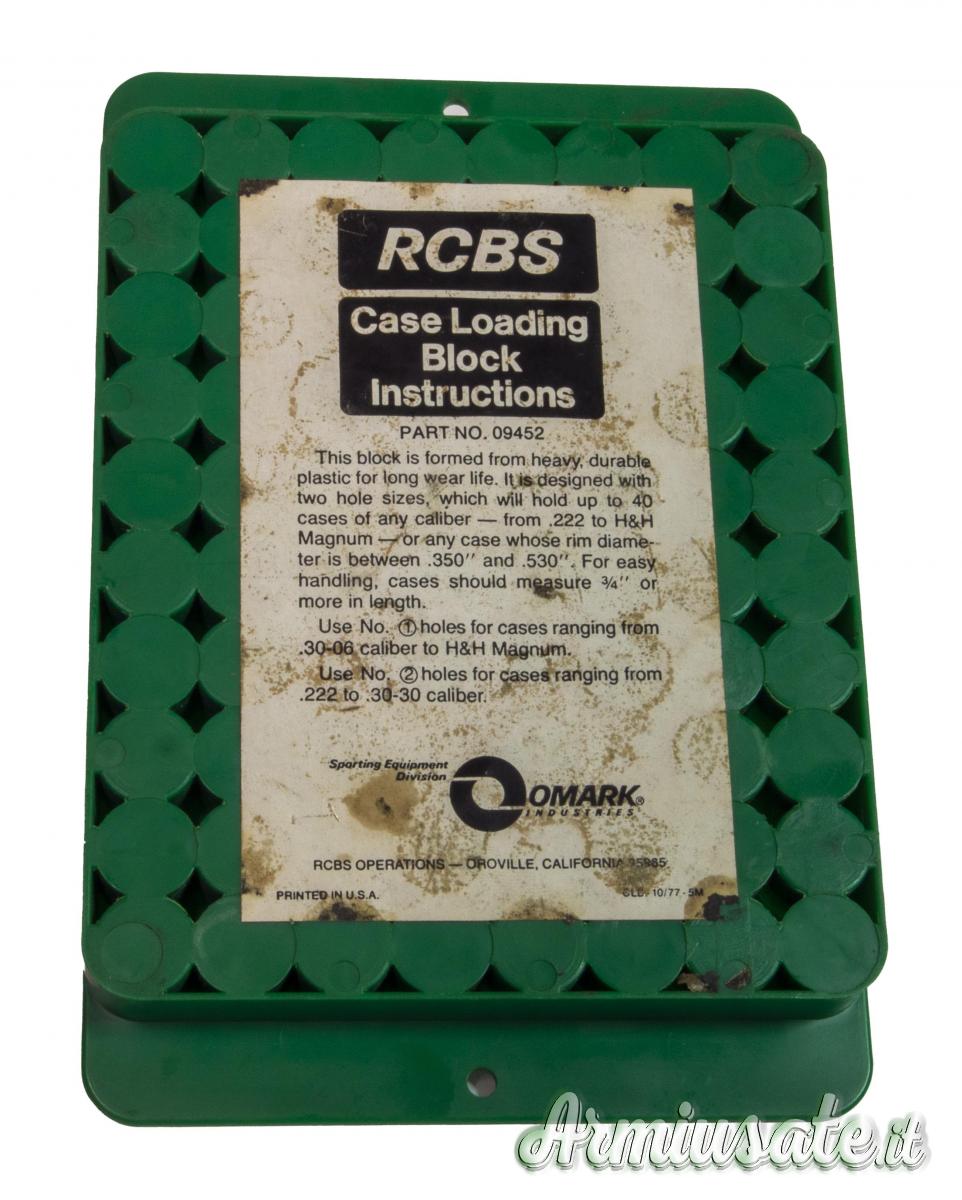 RCBS
Case Loading
Block
Instructions
PART NO. 09452
This block is formed from heavy, durable
plastic for long wear life. It is designed with
two hole sizes, which will hold up to 40
cases of any caliber — from .222 to H&H
Magnum — or any case whose rim diame-
ter is between .350″ and .530″. For easy
handling, cases should measure ¾″ or
more in length.
Use No. ① holes for cases ranging from
.30-06 caliber to H&H Magnum.
Use No. ② holes for cases ranging from
.222 to .30-30 caliber.
Sporting Equipment
Division
OMARK®
INDUSTRIES
RCBS OPERATIONS — OROVILLE, CALIFORNIA 95965
PRINTED IN U.S.A.
10/77-5M
Armiusate.it